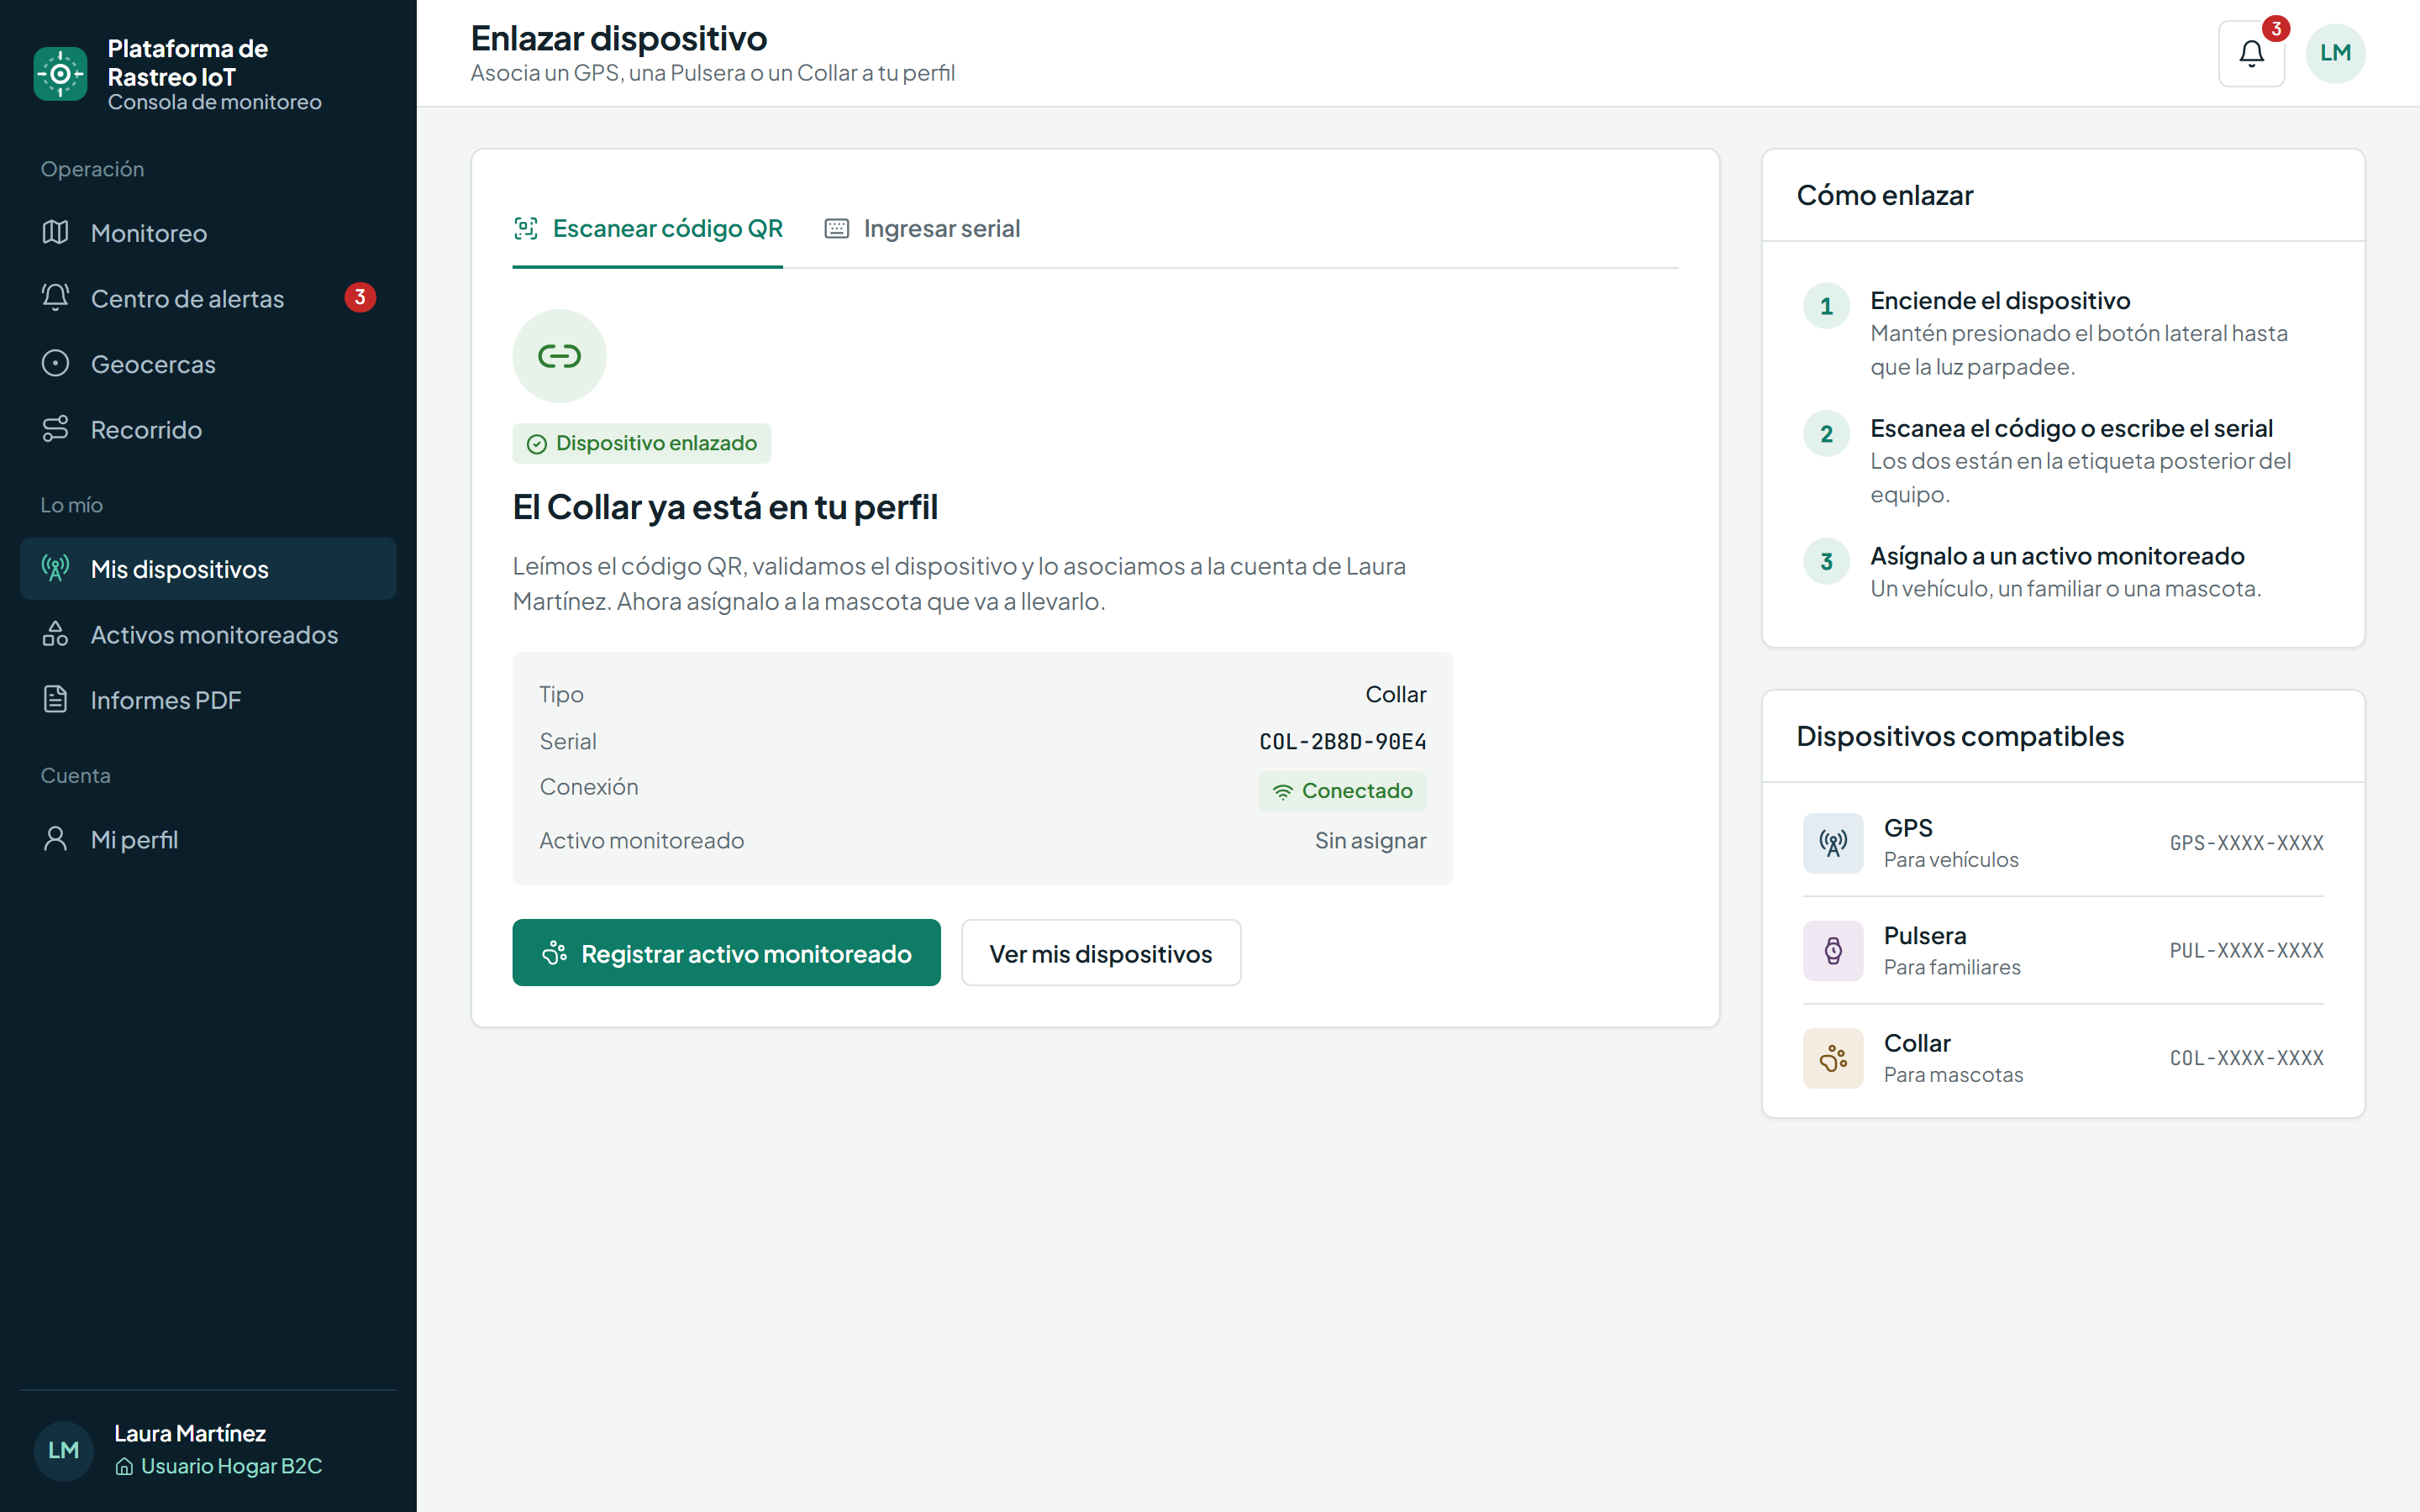 Plataforma de
Rastreo IoT
Consola de monitoreo
Operación
Monitoreo
Centro de alertas
3
Geocercas
Recorrido
Lo mío
Mis dispositivos
Activos monitoreados
Informes PDF
Cuenta
Mi perfil
LM
Laura Martínez
Usuario Hogar B2C
Enlazar dispositivo
Asocia un GPS, una Pulsera o un Collar a tu perfil
3
LM
Escanear código QR
Ingresar serial
Dispositivo enlazado
El Collar ya está en tu perfil
Leímos el código QR, validamos el dispositivo y lo asociamos a la cuenta de Laura
Martínez. Ahora asígnalo a la mascota que va a llevarlo.
Tipo
Collar
Serial
COL-2B8D-90E4
Conexión
Conectado
Activo monitoreado
Sin asignar
Registrar activo monitoreado
Ver mis dispositivos
Cómo enlazar
1
Enciende el dispositivo
Mantén presionado el botón lateral hasta
que la luz parpadee.
2
Escanea el código o escribe el serial
Los dos están en la etiqueta posterior del
equipo.
3
Asígnalo a un activo monitoreado
Un vehículo, un familiar o una mascota.
Dispositivos compatibles
GPS
Para vehículos
GPS-XXXX-XXXX
Pulsera
Para familiares
PUL-XXXX-XXXX
Collar
Para mascotas
COL-XXXX-XXXX